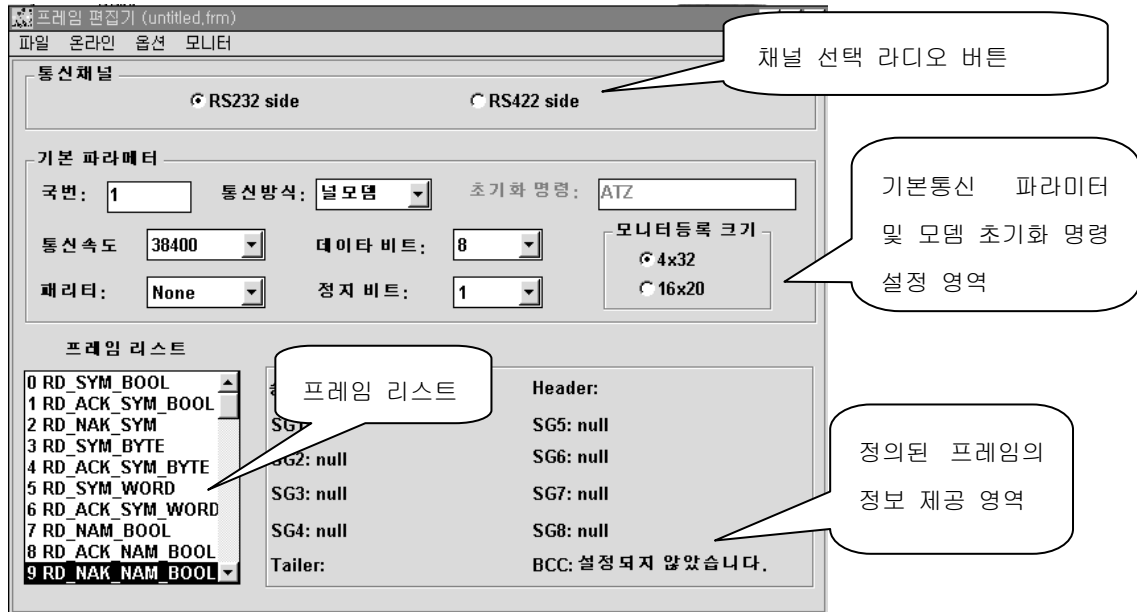 프레임 편집기 (untitled,frm)
파일 온라인 옵션 모니터
채널 선택 라디오 버튼
통신채널
RS232 side
RS422 side
기본 파라메터
국번: 1
통신방식: 널모뎀
초기화 명령: ATZ
통신속도 38400
데이타 비트: 8
모니터등록 크기
4x32
16x20
패리티: None
정지 비트: 1
기본통신 파라미터
및 모뎀 초기화 명령
설정 영역
프레임 리스트
0 RD_SYM_BOOL
1 RD_ACK_SYM_BOOL
2 RD_NAK_SYM
3 RD_SYM_BYTE
4 RD_ACK_SYM_BYTE
5 RD_SYM_WORD
6 RD_ACK_SYM_WORD
7 RD_NAM_BOOL
8 RD_ACK_NAM_BOOL
9 RD_NAK_NAM_BOOL
프레임 리스트
Header:
SG1
SG5: null
SG2: null
SG6: null
SG3: null
SG7: null
SG4: null
SG8: null
Tailer:
BCC: 설정되지 않았습니다.
정의된 프레임의
정보 제공 영역